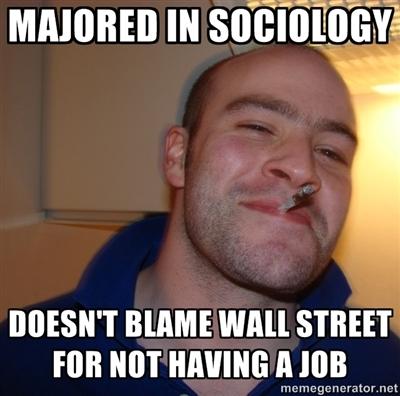 MAJORED IN SOCIOLOGY
DOESN'T BLAME WALL STREET
FOR NOT HAVING A JOB
memegenerator.net